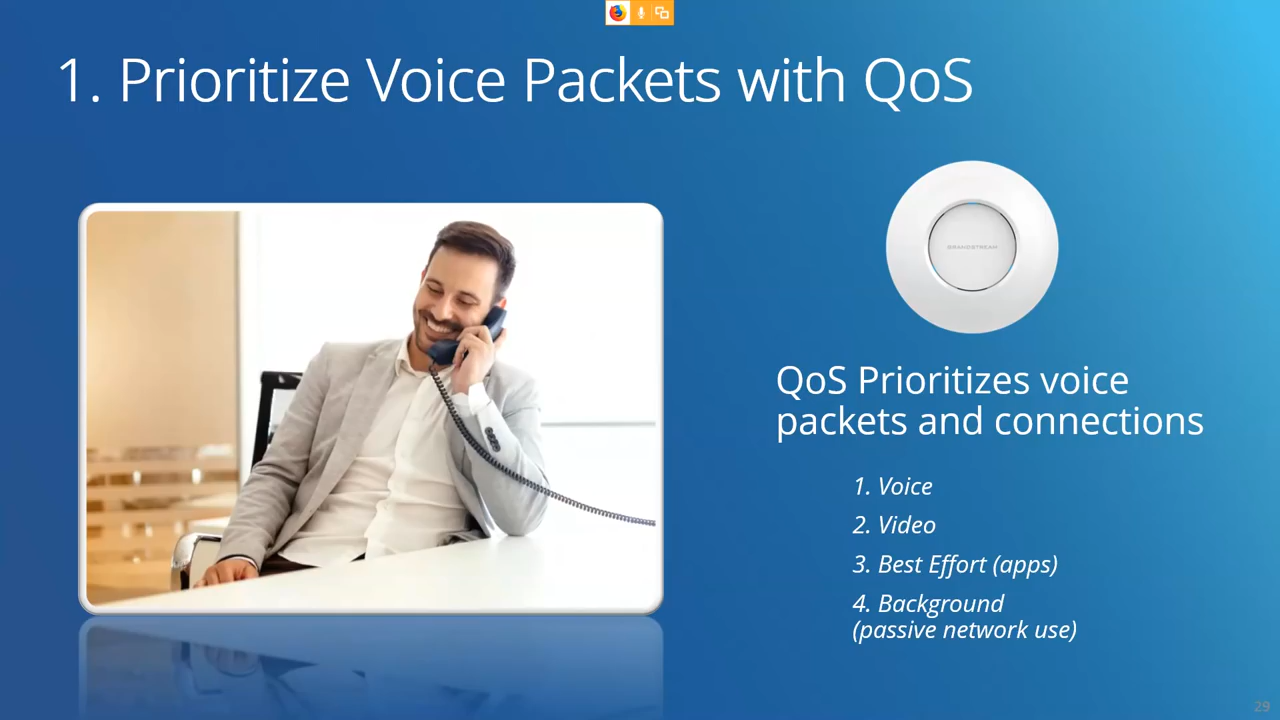 1. Prioritize Voice Packets with QoS
GRANDSTREAM
QoS Prioritizes voice
packets and connections
1. Voice
2. Video
3. Best Effort (apps)
4. Background
(passive network use)
29